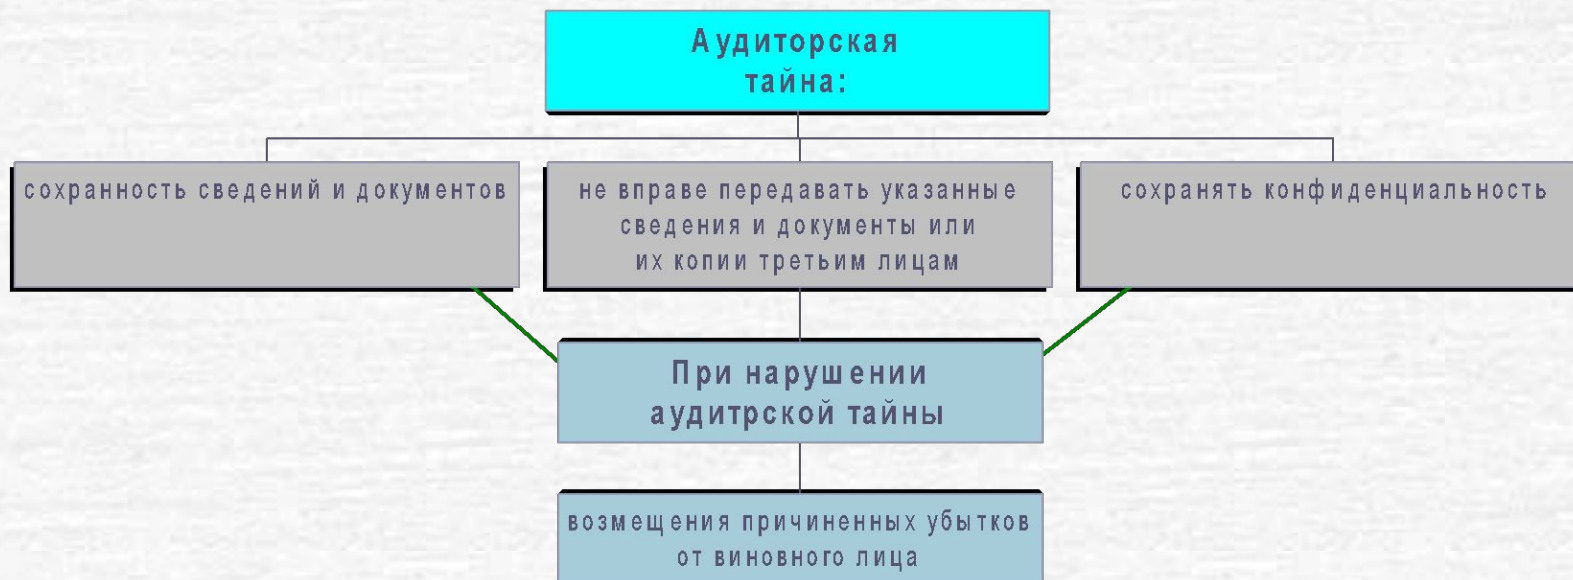 Аудиторская
тайна:
сохранность сведений и документов
не вправе передавать указанные
сведения и документы или
их копии третьим лицам
сохранять конфиденциальность
При нарушении
аудитрской тайны
возмещения причиненных убытков
от виновного лица